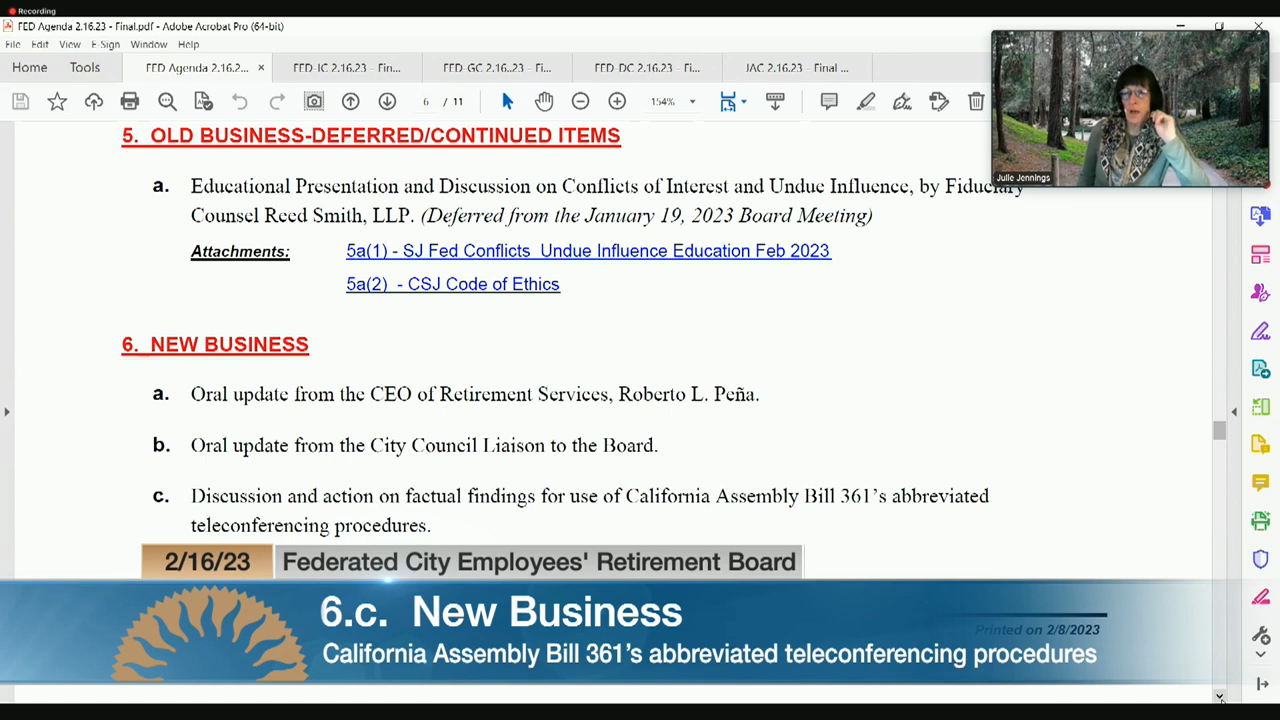 Recording
FED Agenda 2.16.23 - Final.pdf - Adobe Acrobat Pro (64-bit)
File Edit View E-Sign Window Help
Home Tools FED Agenda 2.16.2... × FED-IC 2.16.23 - Fin... FED-GC 2.16..23 - Fi... FED-DC 2.16.23 - Fi... JAC 2.16.23 - Final ...
6 / 11 154%
Julie Jennings
5. OLD BUSINESS-DEFERRED/CONTINUED ITEMS
a. Educational Presentation and Discussion on Conflicts of Interest and Undue Influence, by Fiduciary
Counsel Reed Smith, LLP. (Deferred from the January 19, 2023 Board Meeting)
Attachments: 5a(1) - SJ Fed Conflicts Undue Influence Education Feb 2023
5a(2) - CSJ Code of Ethics
6. NEW BUSINESS
a. Oral update from the CEO of Retirement Services, Roberto L. Peña.
b. Oral update from the City Council Liaison to the Board.
c. Discussion and action on factual findings for use of California Assembly Bill 361's abbreviated
teleconferencing procedures.
2/16/23 Federated City Employees' Retirement Board
6.c. New Business
Printed on 2/8/2023
California Assembly Bill 361's abbreviated teleconferencing procedures